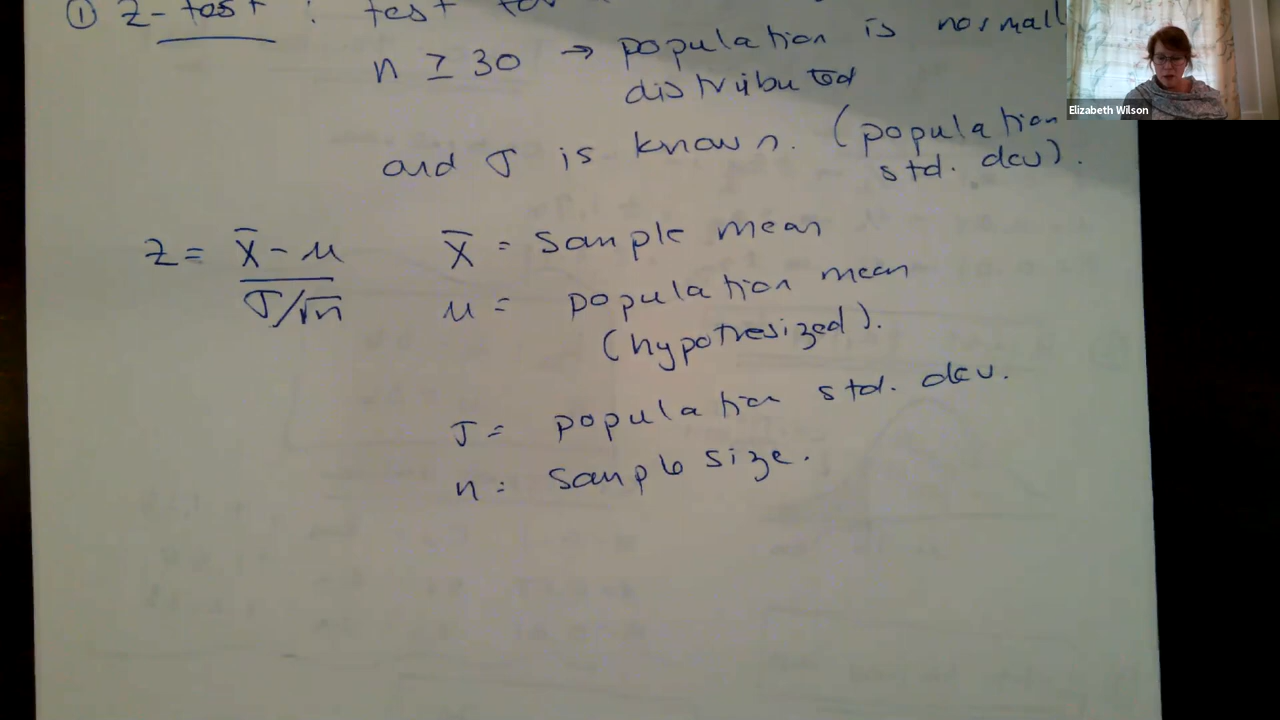 ① z-test : test for
n ≥ 30 → population is normall
distributed
and σ is known. (population
std. dev).
z = x̄ - μ
σ/√n
x̄ = sample mean
μ = population mean
(hypothesized).
σ = population std. dev.
n = sample size.
Elizabeth Wilson